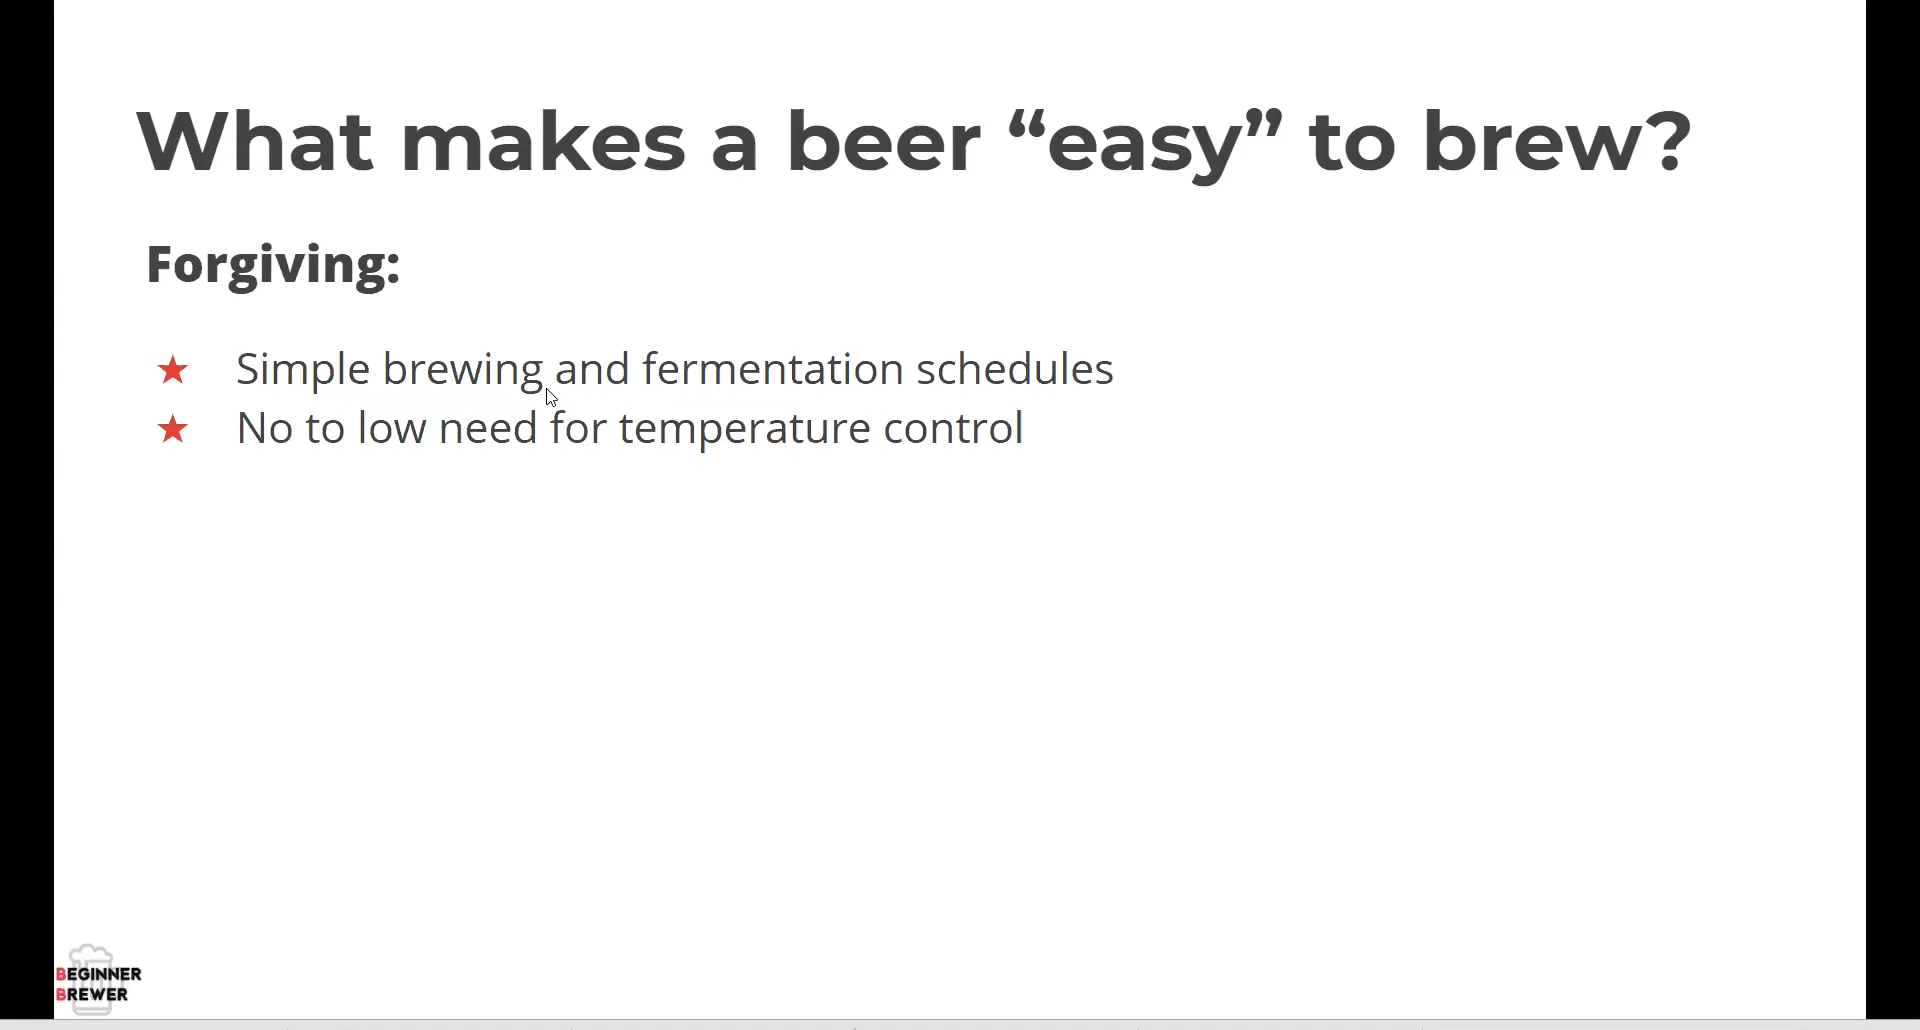 What makes a beer “easy” to brew?
Forgiving:
★ Simple brewing and fermentation schedules
★ No to low need for temperature control
BEGINNER
BREWER